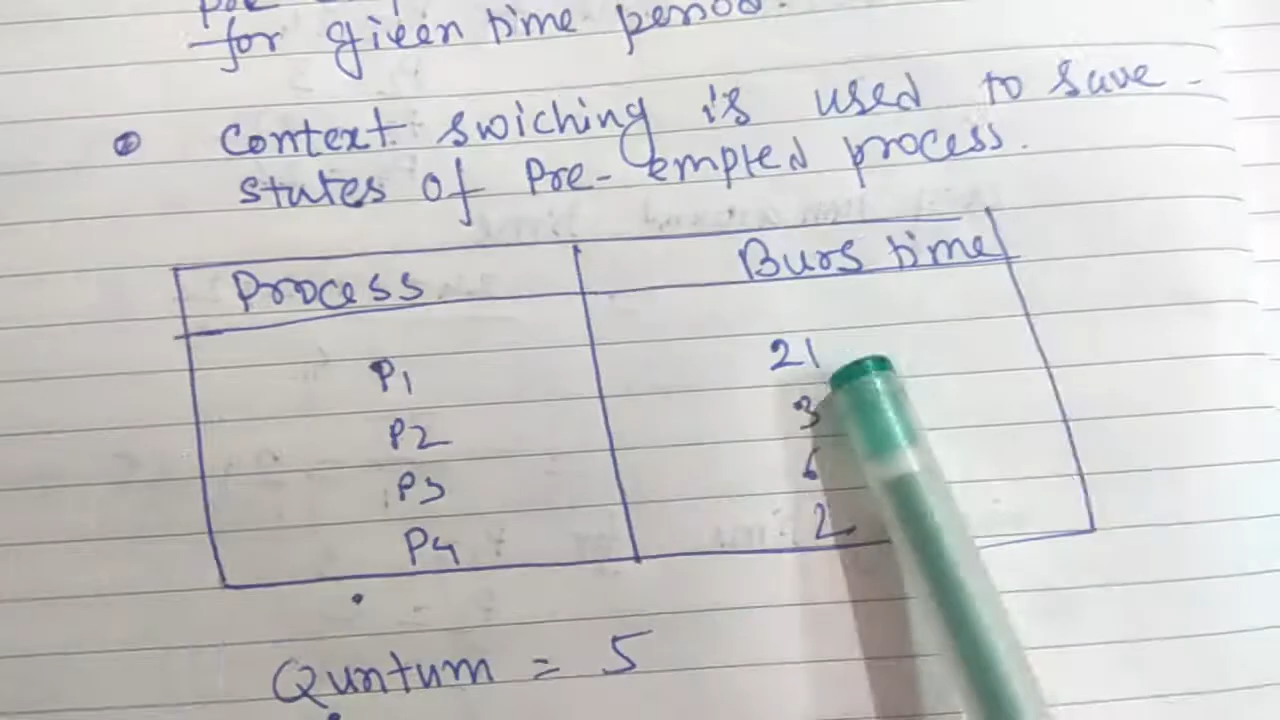 for given time period.
Context swiching is used to save
states of Pre-empted process.
Process Burs time
P1 21
P2 3
P3 6
P4 2
Quntum = 5